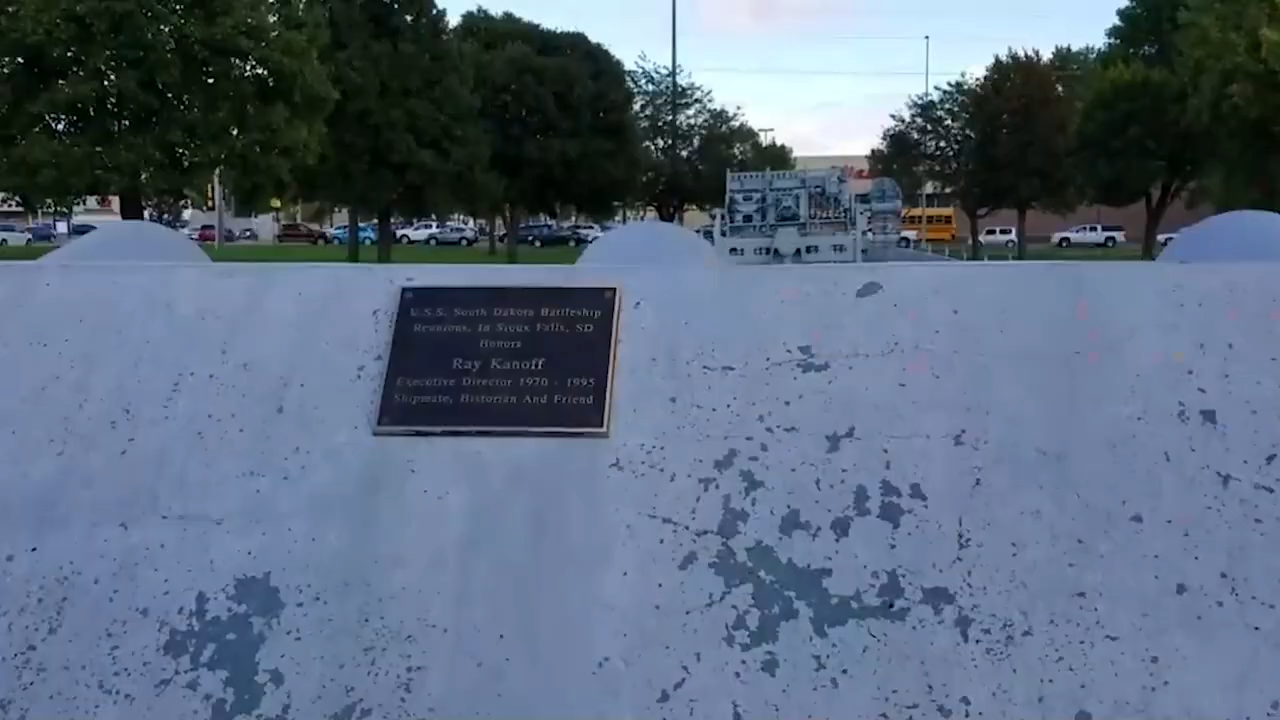 U.S.S. South Dakota Battleship
Reunions, In Sioux Falls, SD
Honors
Ray Kanoff
Executive Director 1970 - 1995
Shipmate, Historian And Friend